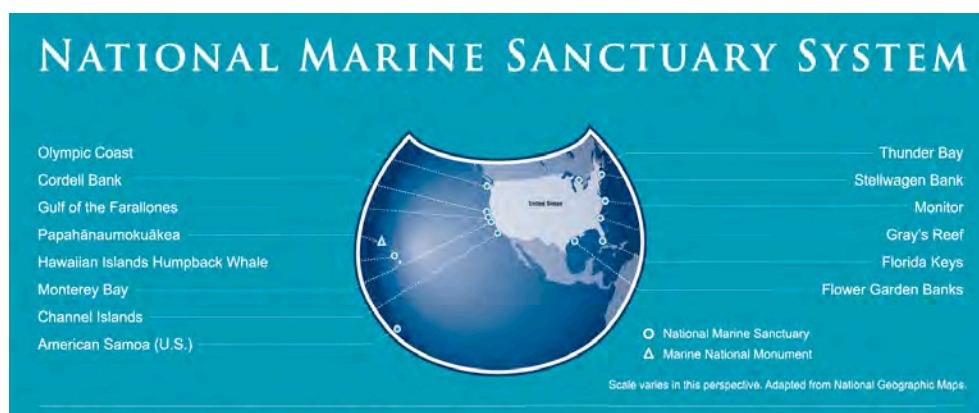 NATIONAL MARINE SANCTUARY SYSTEM
Olympic Coast
Cordell Bank
Gulf of the Farallones
Papahānaumokuākea
Hawaiian Islands Humpback Whale
Monterey Bay
Channel Islands
American Samoa (U.S.)
United States
Thunder Bay
Stellwagen Bank
Monitor
Gray's Reef
Florida Keys
Flower Garden Banks
National Marine Sanctuary
Marine National Monument
Scale varies in this perspective. Adapted from National Geographic Maps.